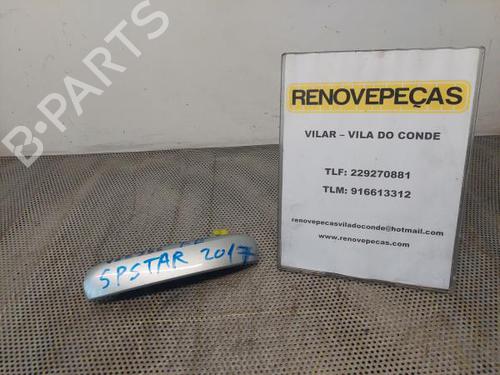 B-PARTS
RENOVEPEÇAS
VILAR – VILA DO CONDE
TLF: 229270881
TLM: 916613312
renovepecasviladoconde@hotmail.com
www.renovepecas.com
SPSTAR 2017